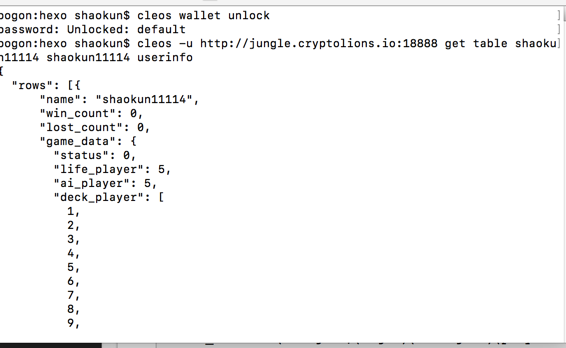 pogon:hexo shaokun$ cleos wallet unlock ]
password: Unlocked: default
pogon:hexo shaokun$ cleos -u http://jungle.cryptolions.io:18888 get table shaoku]
n11114 shaokun11114 userinfo
{
"rows": [{
"name": "shaokun11114",
"win_count": 0,
"lost_count": 0,
"game_data": {
"status": 0,
"life_player": 5,
"ai_player": 5,
"deck_player": [
1,
2,
3,
4,
5,
6,
7,
8,
9,